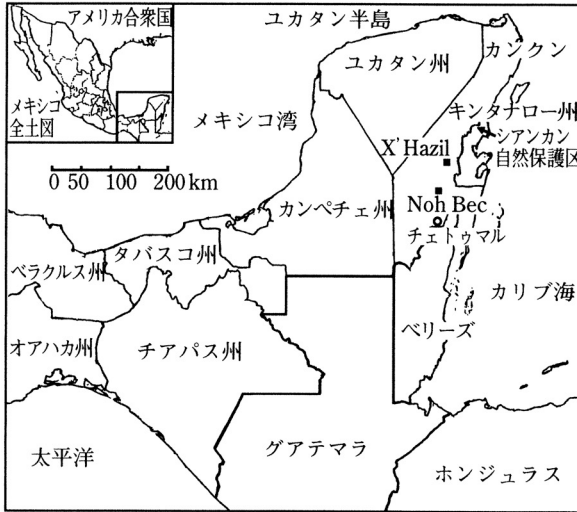 アメリカ合衆国
メキシコ
全土図
ユカタン半島
カンクン
ユカタン州
メキシコ湾
キンタナロー州
シアンカン
自然保護区
X'Hazil
0 50 100 200 km
カンペチェ州
Noh Bec
チェトゥマル
タバスコ州
ベラクルス州
カリブ海
ベリーズ
オアハカ州
チアパス州
太平洋
グアテマラ
ホンジュラス